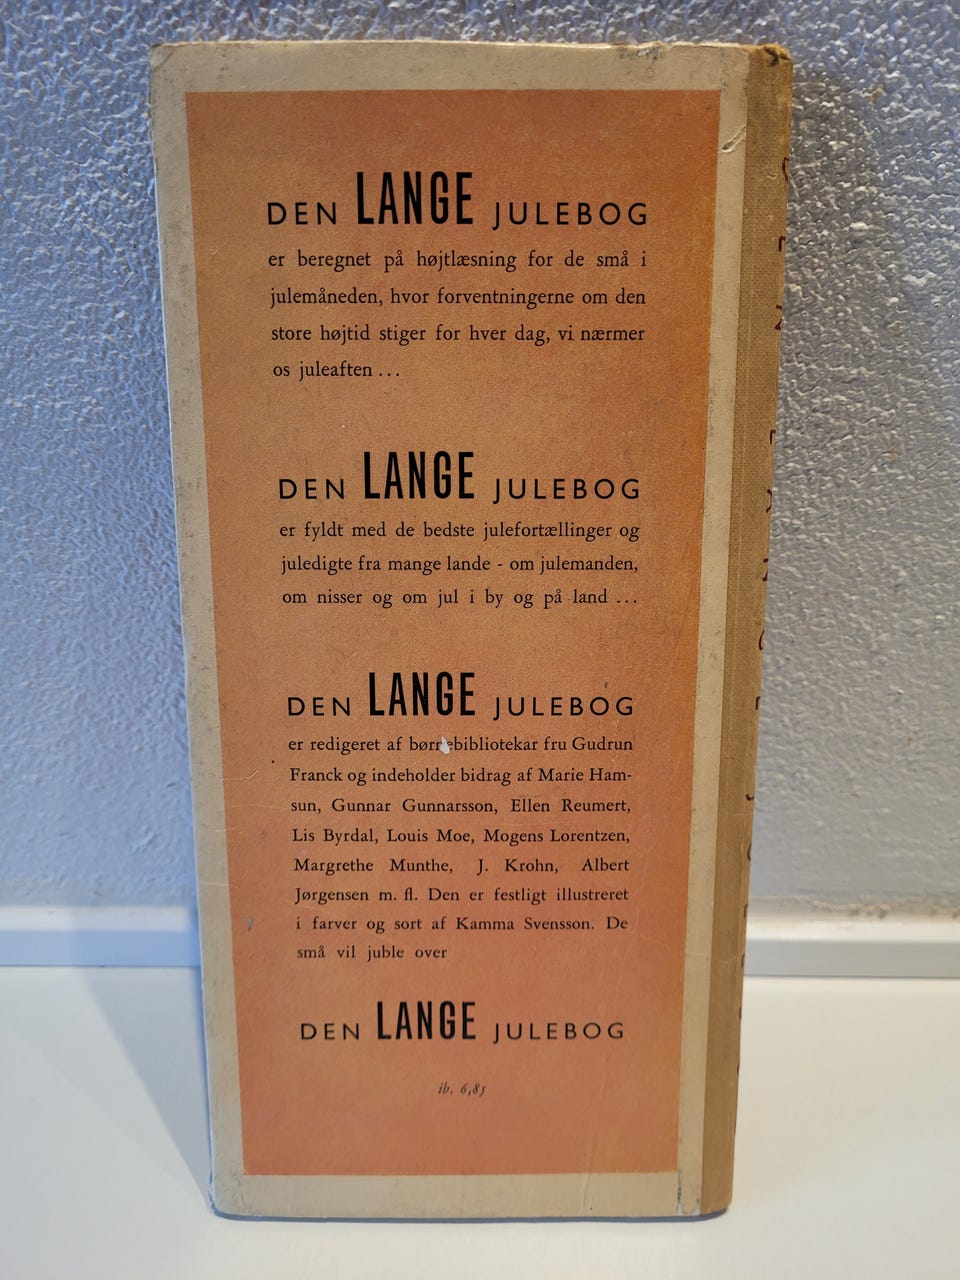 DEN LANGE JULEBOG
er beregnet på højtlæsning for de små i
julemåneden, hvor forventningerne om den
store højtid stiger for hver dag, vi nærmer
os juleaften ...
DEN LANGE JULEBOG
er fyldt med de bedste julefortællinger og
juledigte fra mange lande - om julemanden,
om nisser og om jul i by og på land ...
DEN LANGE JULEBOG
er redigeret af børnebibliotekar fru Gudrun
Franck og indeholder bidrag af Marie Ham-
sun, Gunnar Gunnarsson, Ellen Reumert,
Lis Byrdal, Louis Moe, Mogens Lorentzen,
Margrethe Munthe, J. Krohn, Albert
Jørgensen m. fl. Den er festligt illustreret
i farver og sort af Kamma Svensson. De
små vil juble over
DEN LANGE JULEBOG
ib. 6,85